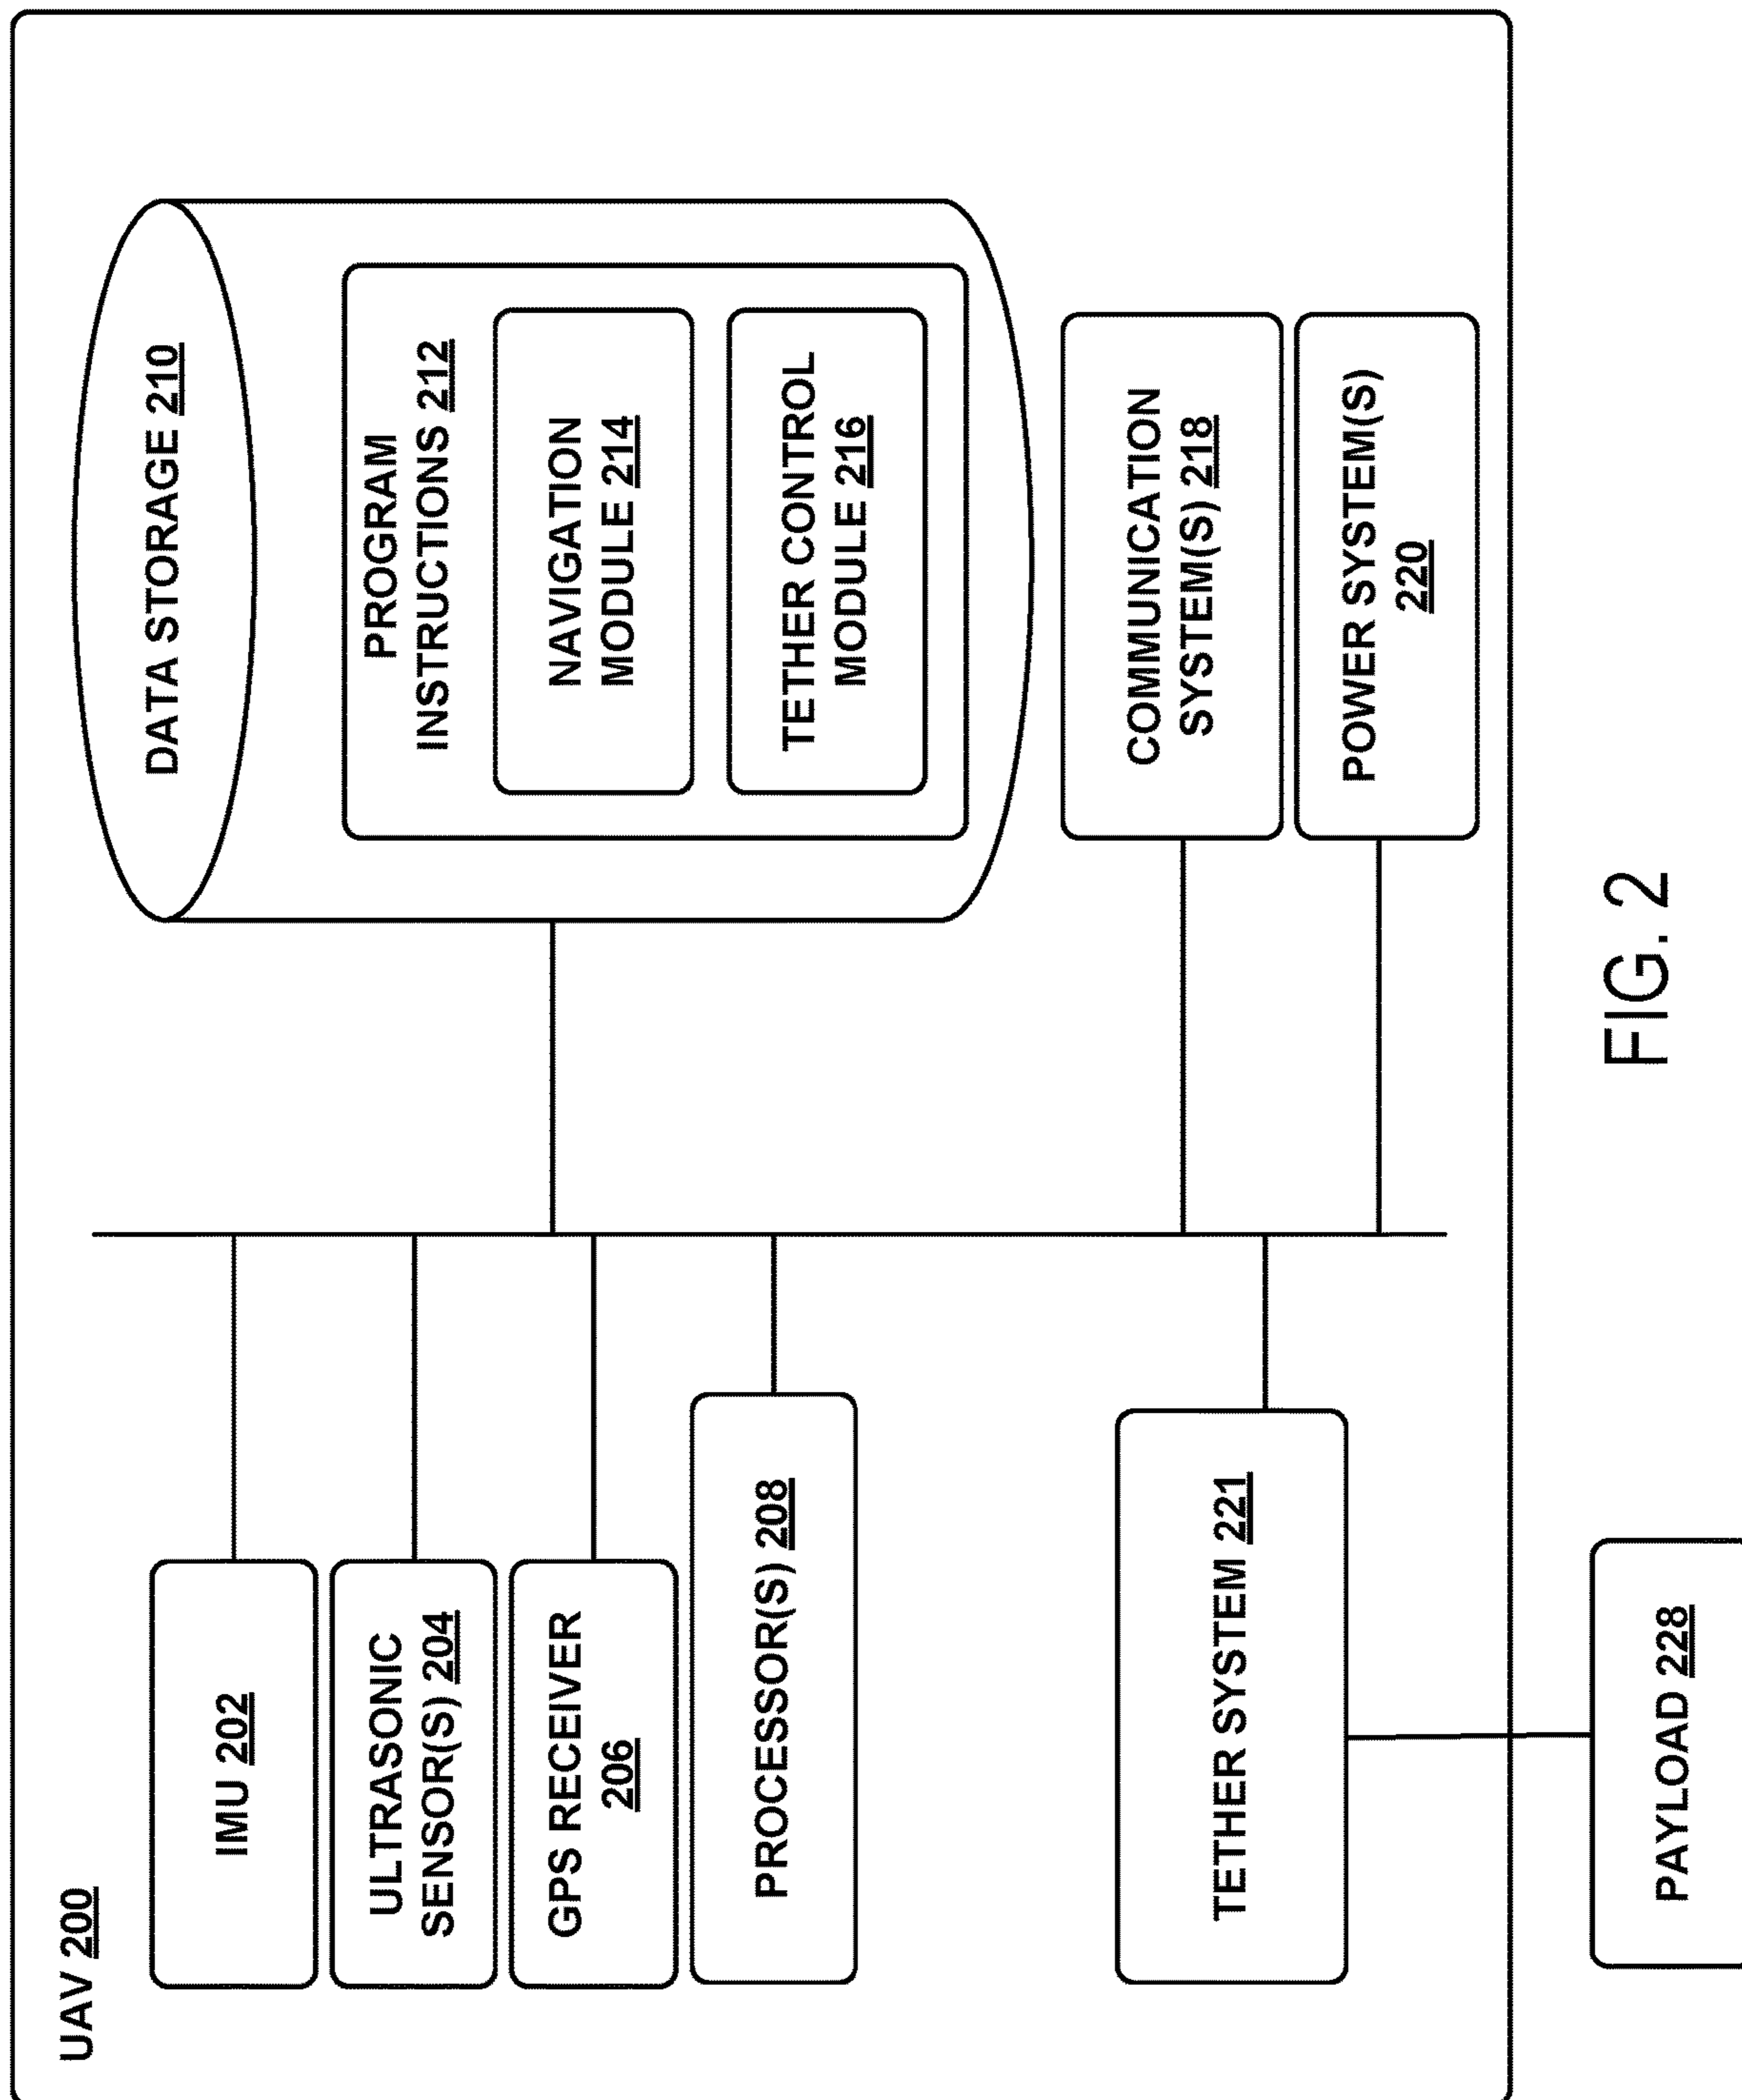 UAV 200
IMU 202
ULTRASONIC
SENSOR(S) 204
GPS RECEIVER
206
PROCESSOR(S) 208
TETHER SYSTEM 221
PAYLOAD 228
DATA STORAGE 210
PROGRAM
INSTRUCTIONS 212
NAVIGATION
MODULE 214
TETHER CONTROL
MODULE 216
COMMUNICATION
SYSTEM(S) 218
POWER SYSTEM(S)
220
FIG. 2